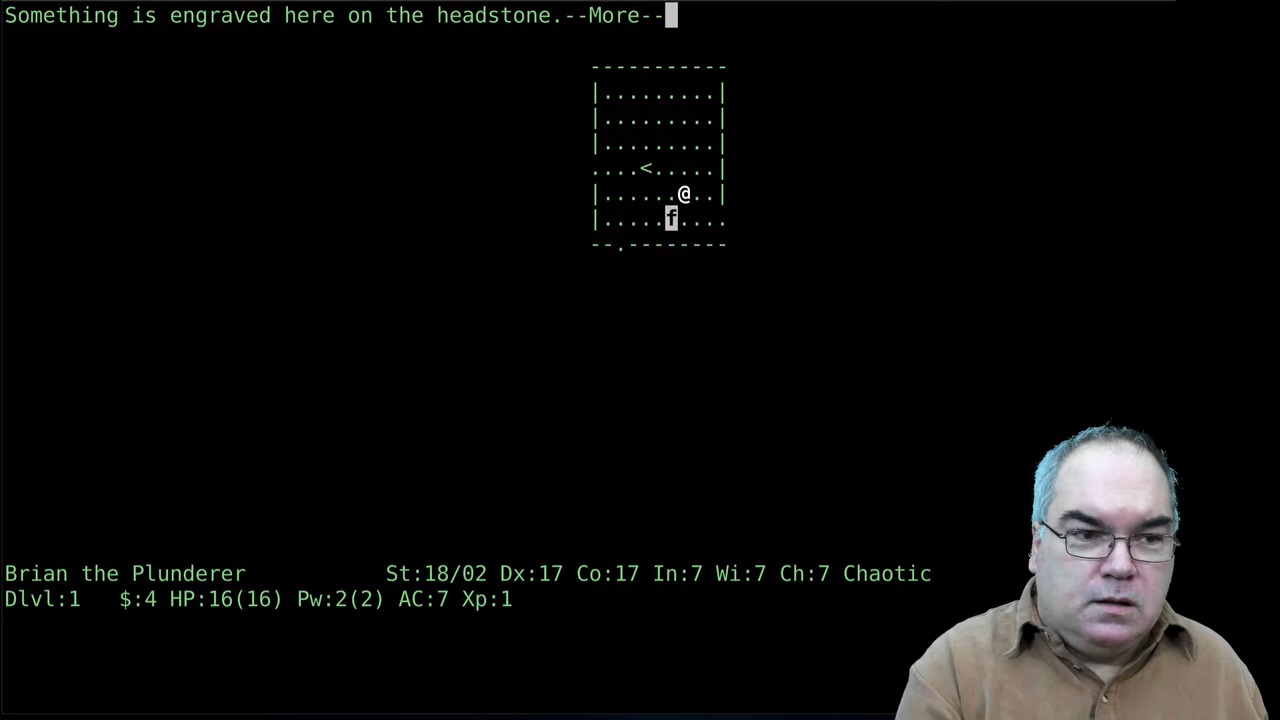 Something is engraved here on the headstone.--More--
-----------
|.........|
|.........|
|.........|
....<.....|
|......@..|
|.....f....
--.--------
Brian the Plunderer St:18/02 Dx:17 Co:17 In:7 Wi:7 Ch:7 Chaotic
Dlvl:1 $:4 HP:16(16) Pw:2(2) AC:7 Xp:1